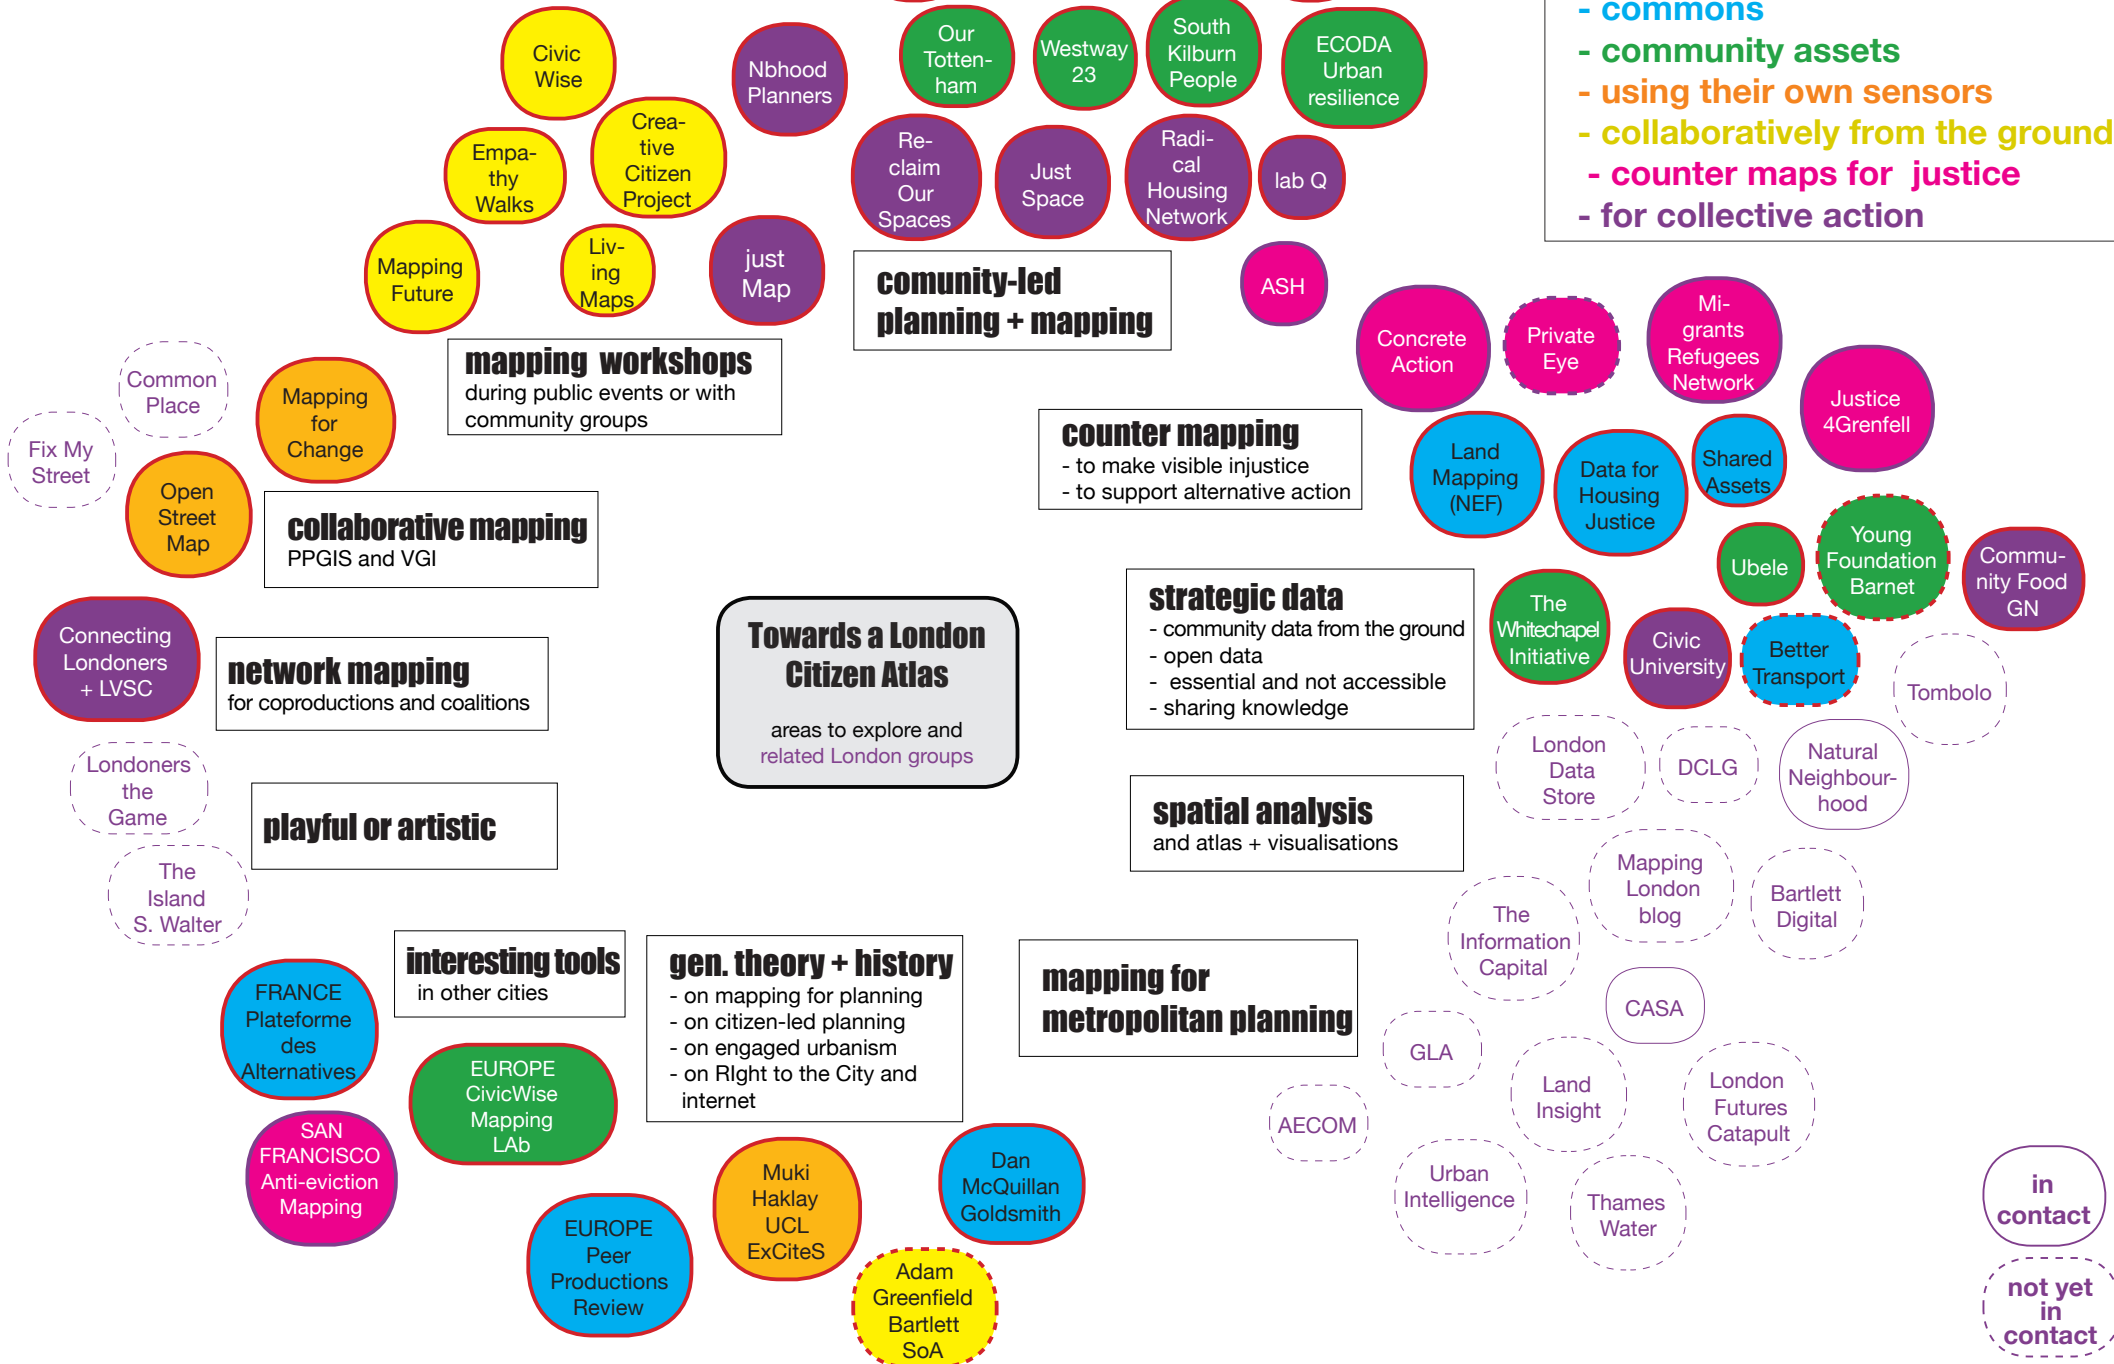 - commons
- community assets
- using their own sensors
- collaboratively from the ground
- counter maps for justice
- for collective action
Civic
Wise
Nbhood
Planners
Our
Totten-
ham
Westway
23
South
Kilburn
People
ECODA
Urban
resilience
Empa-
thy
Walks
Crea-
tive
Citizen
Project
Re-
claim
Our
Spaces
Just
Space
Radi-
cal
Housing
Network
lab Q
Mapping
Future
Liv-
ing
Maps
just
Map
comunity-led
planning + mapping
ASH
mapping workshops
during public events or with
community groups
Concrete
Action
Private
Eye
Mi-
grants
Refugees
Network
Justice
4Grenfell
Common
Place
Mapping
for
Change
Fix My
Street
Open
Street
Map
collaborative mapping
PPGIS and VGI
counter mapping
- to make visible injustice
- to support alternative action
Land
Mapping
(NEF)
Data for
Housing
Justice
Shared
Assets
Ubele
Young
Foundation
Barnet
Commu-
nity Food
GN
Connecting
Londoners
+ LVSC
network mapping
for coproductions and coalitions
Towards a London
Citizen Atlas
areas to explore and
related London groups
strategic data
- community data from the ground
- open data
- essential and not accessible
- sharing knowledge
The
Whitechapel
Initiative
Civic
University
Better
Transport
Tombolo
Londoners
the
Game
playful or artistic
The
Island
S. Walter
spatial analysis
and atlas + visualisations
London
Data
Store
DCLG
Natural
Neighbour-
hood
Mapping
London
blog
Bartlett
Digital
The
Information
Capital
CASA
interesting tools
in other cities
gen. theory + history
- on mapping for planning
- on citizen-led planning
- on engaged urbanism
- on RIght to the City and
internet
mapping for
metropolitan planning
FRANCE
Plateforme
des
Alternatives
EUROPE
CivicWise
Mapping
LAb
SAN
FRANCISCO
Anti-eviction
Mapping
EUROPE
Peer
Productions
Review
Muki
Haklay
UCL
ExCiteS
Dan
McQuillan
Goldsmith
Adam
Greenfield
Bartlett
SoA
GLA
AECOM
Land
Insight
London
Futures
Catapult
Urban
Intelligence
Thames
Water
in
contact
not yet
in
contact